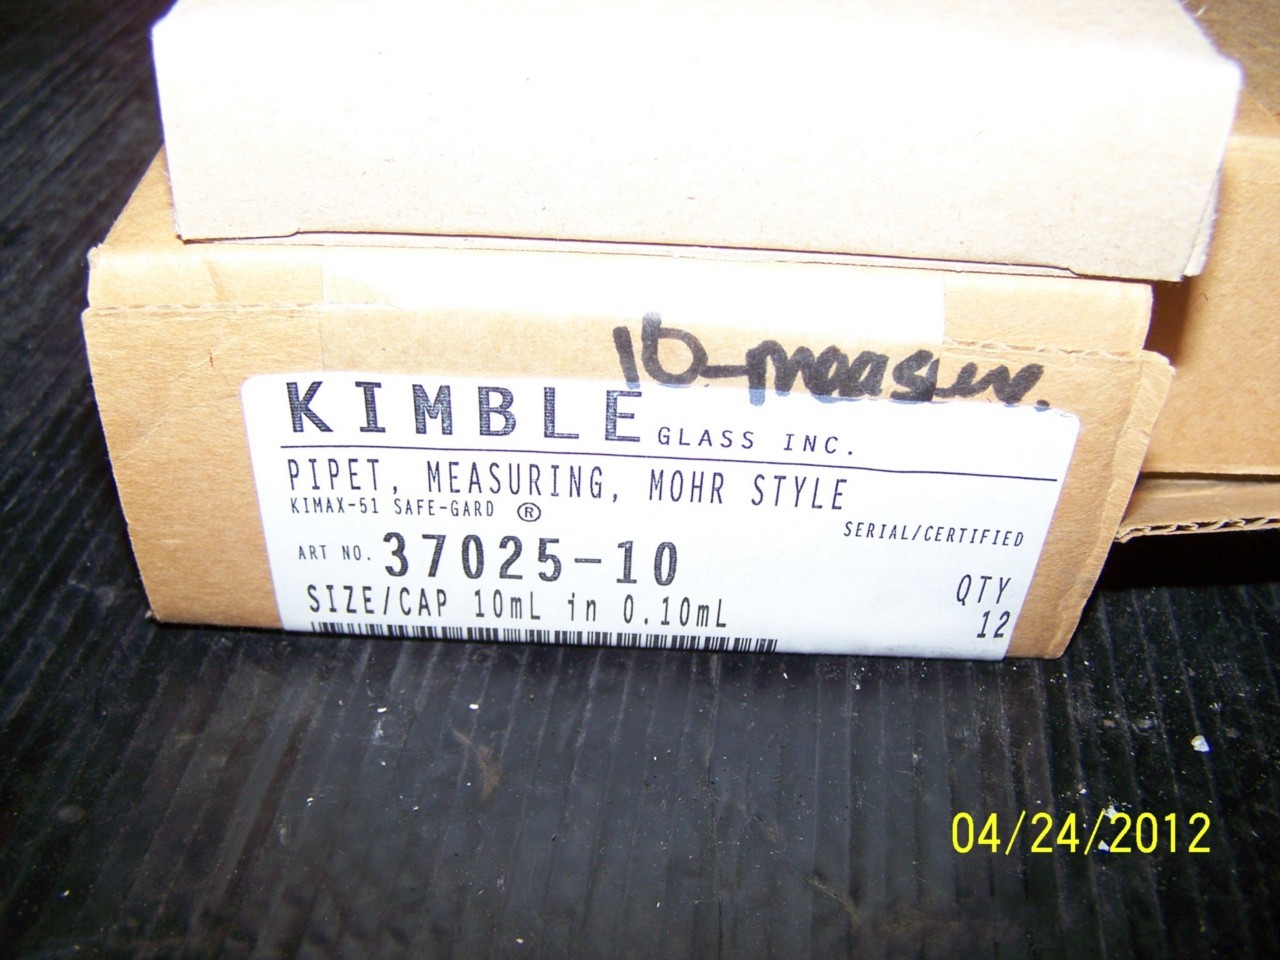 10-measur.
KIMBLE GLASS INC.
PIPET, MEASURING, MOHR STYLE
KIMAX-51 SAFE-GARD ®
SERIAL/CERTIFIED
ART NO. 37025-10
QTY
SIZE/CAP 10mL in 0.10mL
12
04/24/2012